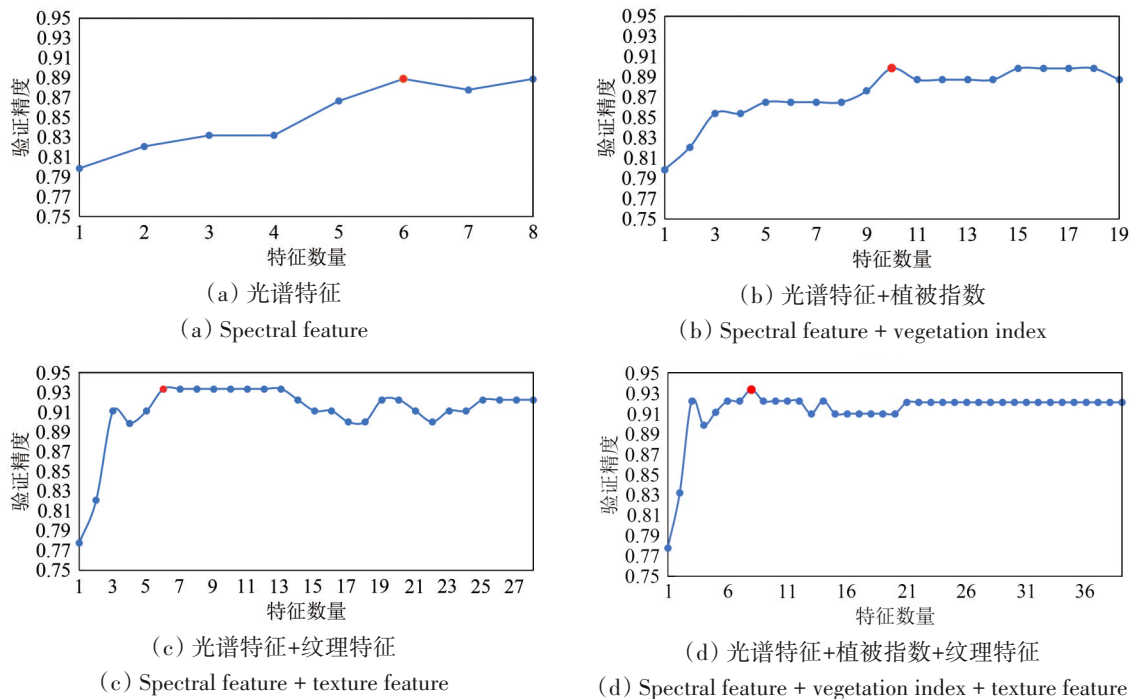 0.95
0.93
0.91
0.89
0.87
0.85
0.83
0.81
0.79
0.77
0.75
验证精度
1 2 3 4 5 6 7 8
特征数量
(a) 光谱特征
(a) Spectral feature
0.95
0.93
0.91
0.89
0.87
0.85
0.83
0.81
0.79
0.77
0.75
验证精度
1 3 5 7 9 11 13 15 17 19
特征数量
(b) 光谱特征+植被指数
(b) Spectral feature + vegetation index
0.95
0.93
0.91
0.89
0.87
0.85
0.83
0.81
0.79
0.77
0.75
验证精度
1 3 5 7 9 11 13 15 17 19 21 23 25 27
特征数量
(c) 光谱特征+纹理特征
(c) Spectral feature + texture feature
0.95
0.93
0.91
0.89
0.87
0.85
0.83
0.81
0.79
0.77
0.75
验证精度
1 6 11 16 21 26 31 36
特征数量
(d) 光谱特征+植被指数+纹理特征
(d) Spectral feature + vegetation index + texture feature